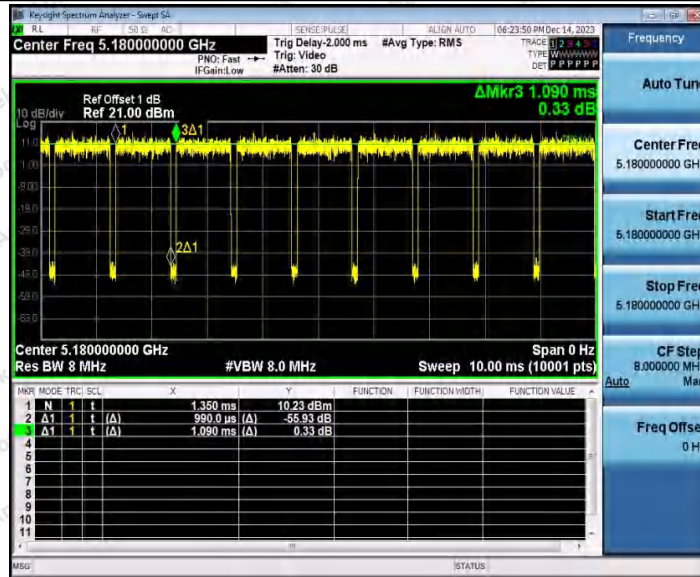 Keysight Spectrum Analyzer - Swept SA
RL RF 50 Ω AC SENSE:PULSE ALIGN AUTO 06:23:50 PM Dec 14, 2023
Center Freq 5.180000000 GHz Trig Delay-2.000 ms #Avg Type: RMS TRACE 1 2 3 4 5
PNO: Fast Trig: Video TYPE
IFGain:Low #Atten: 30 dB DET P P P P P P
Frequency
Auto Tun
Ref Offset 1 dB ΔMkr3 1.090 ms
10 dB/div Ref 21.00 dBm 0.33 dB
Log
11.0
1.00
-9.00
-19.0
-29.0
-39.0
-49.0
-59.0
-69.0
1
3Δ1
2Δ1
Center Fre
5.180000000 GH
Start Fre
5.180000000 GH
Stop Fre
5.180000000 GH
Center 5.180000000 GHz Span 0 Hz
Res BW 8 MHz #VBW 8.0 MHz Sweep 10.00 ms (10001 pts)
CF Step
8.000000 MH
Auto Ma
Freq Offse
0 H
MKR MODE TRC SCL X Y FUNCTION FUNCTION WIDTH FUNCTION VALUE
1 N 1 t 1.350 ms 10.23 dBm
2 Δ1 1 t (Δ) 990.0 µs (Δ) -55.93 dB
3 Δ1 1 t (Δ) 1.090 ms (Δ) 0.33 dB
4
5
6
7
8
9
10
11
MSG STATUS